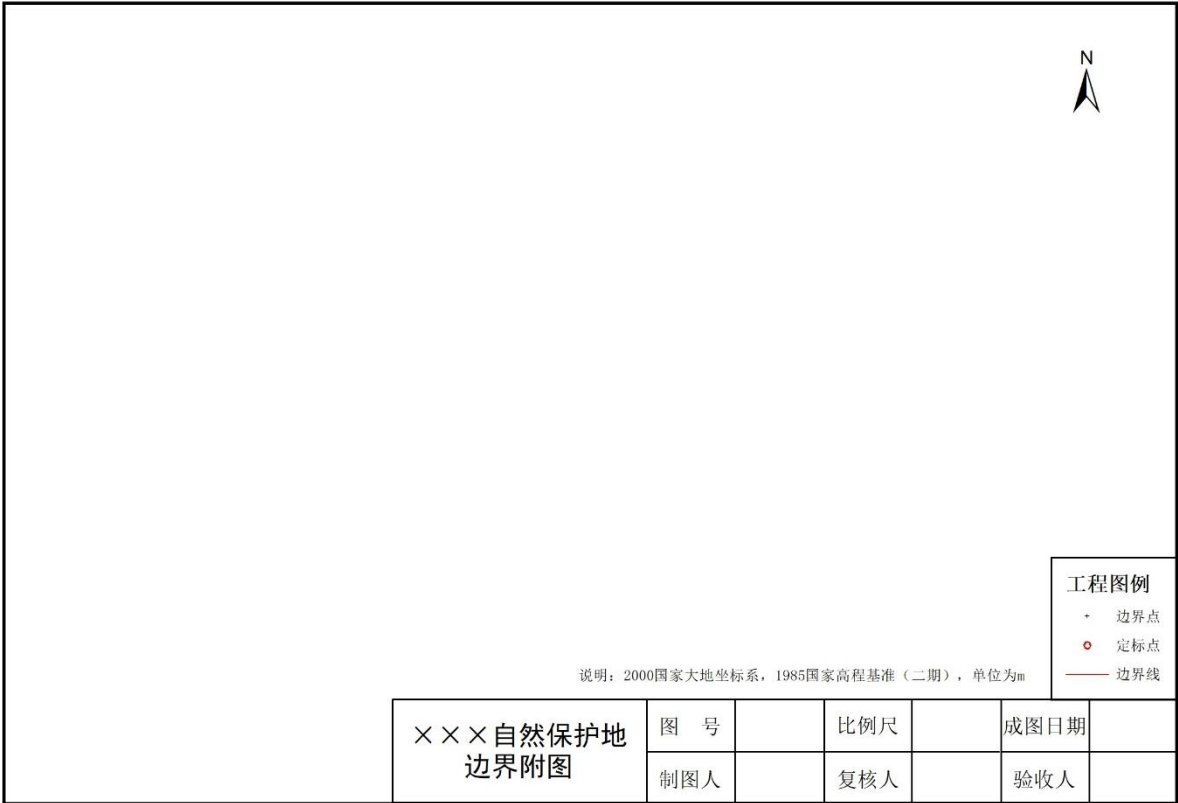 N
工程图例
边界点
定标点
边界线
说明：2000国家大地坐标系，1985国家高程基准（二期），单位为m
×××自然保护地
边界附图
图 号
比例尺
成图日期
制图人
复核人
验收人